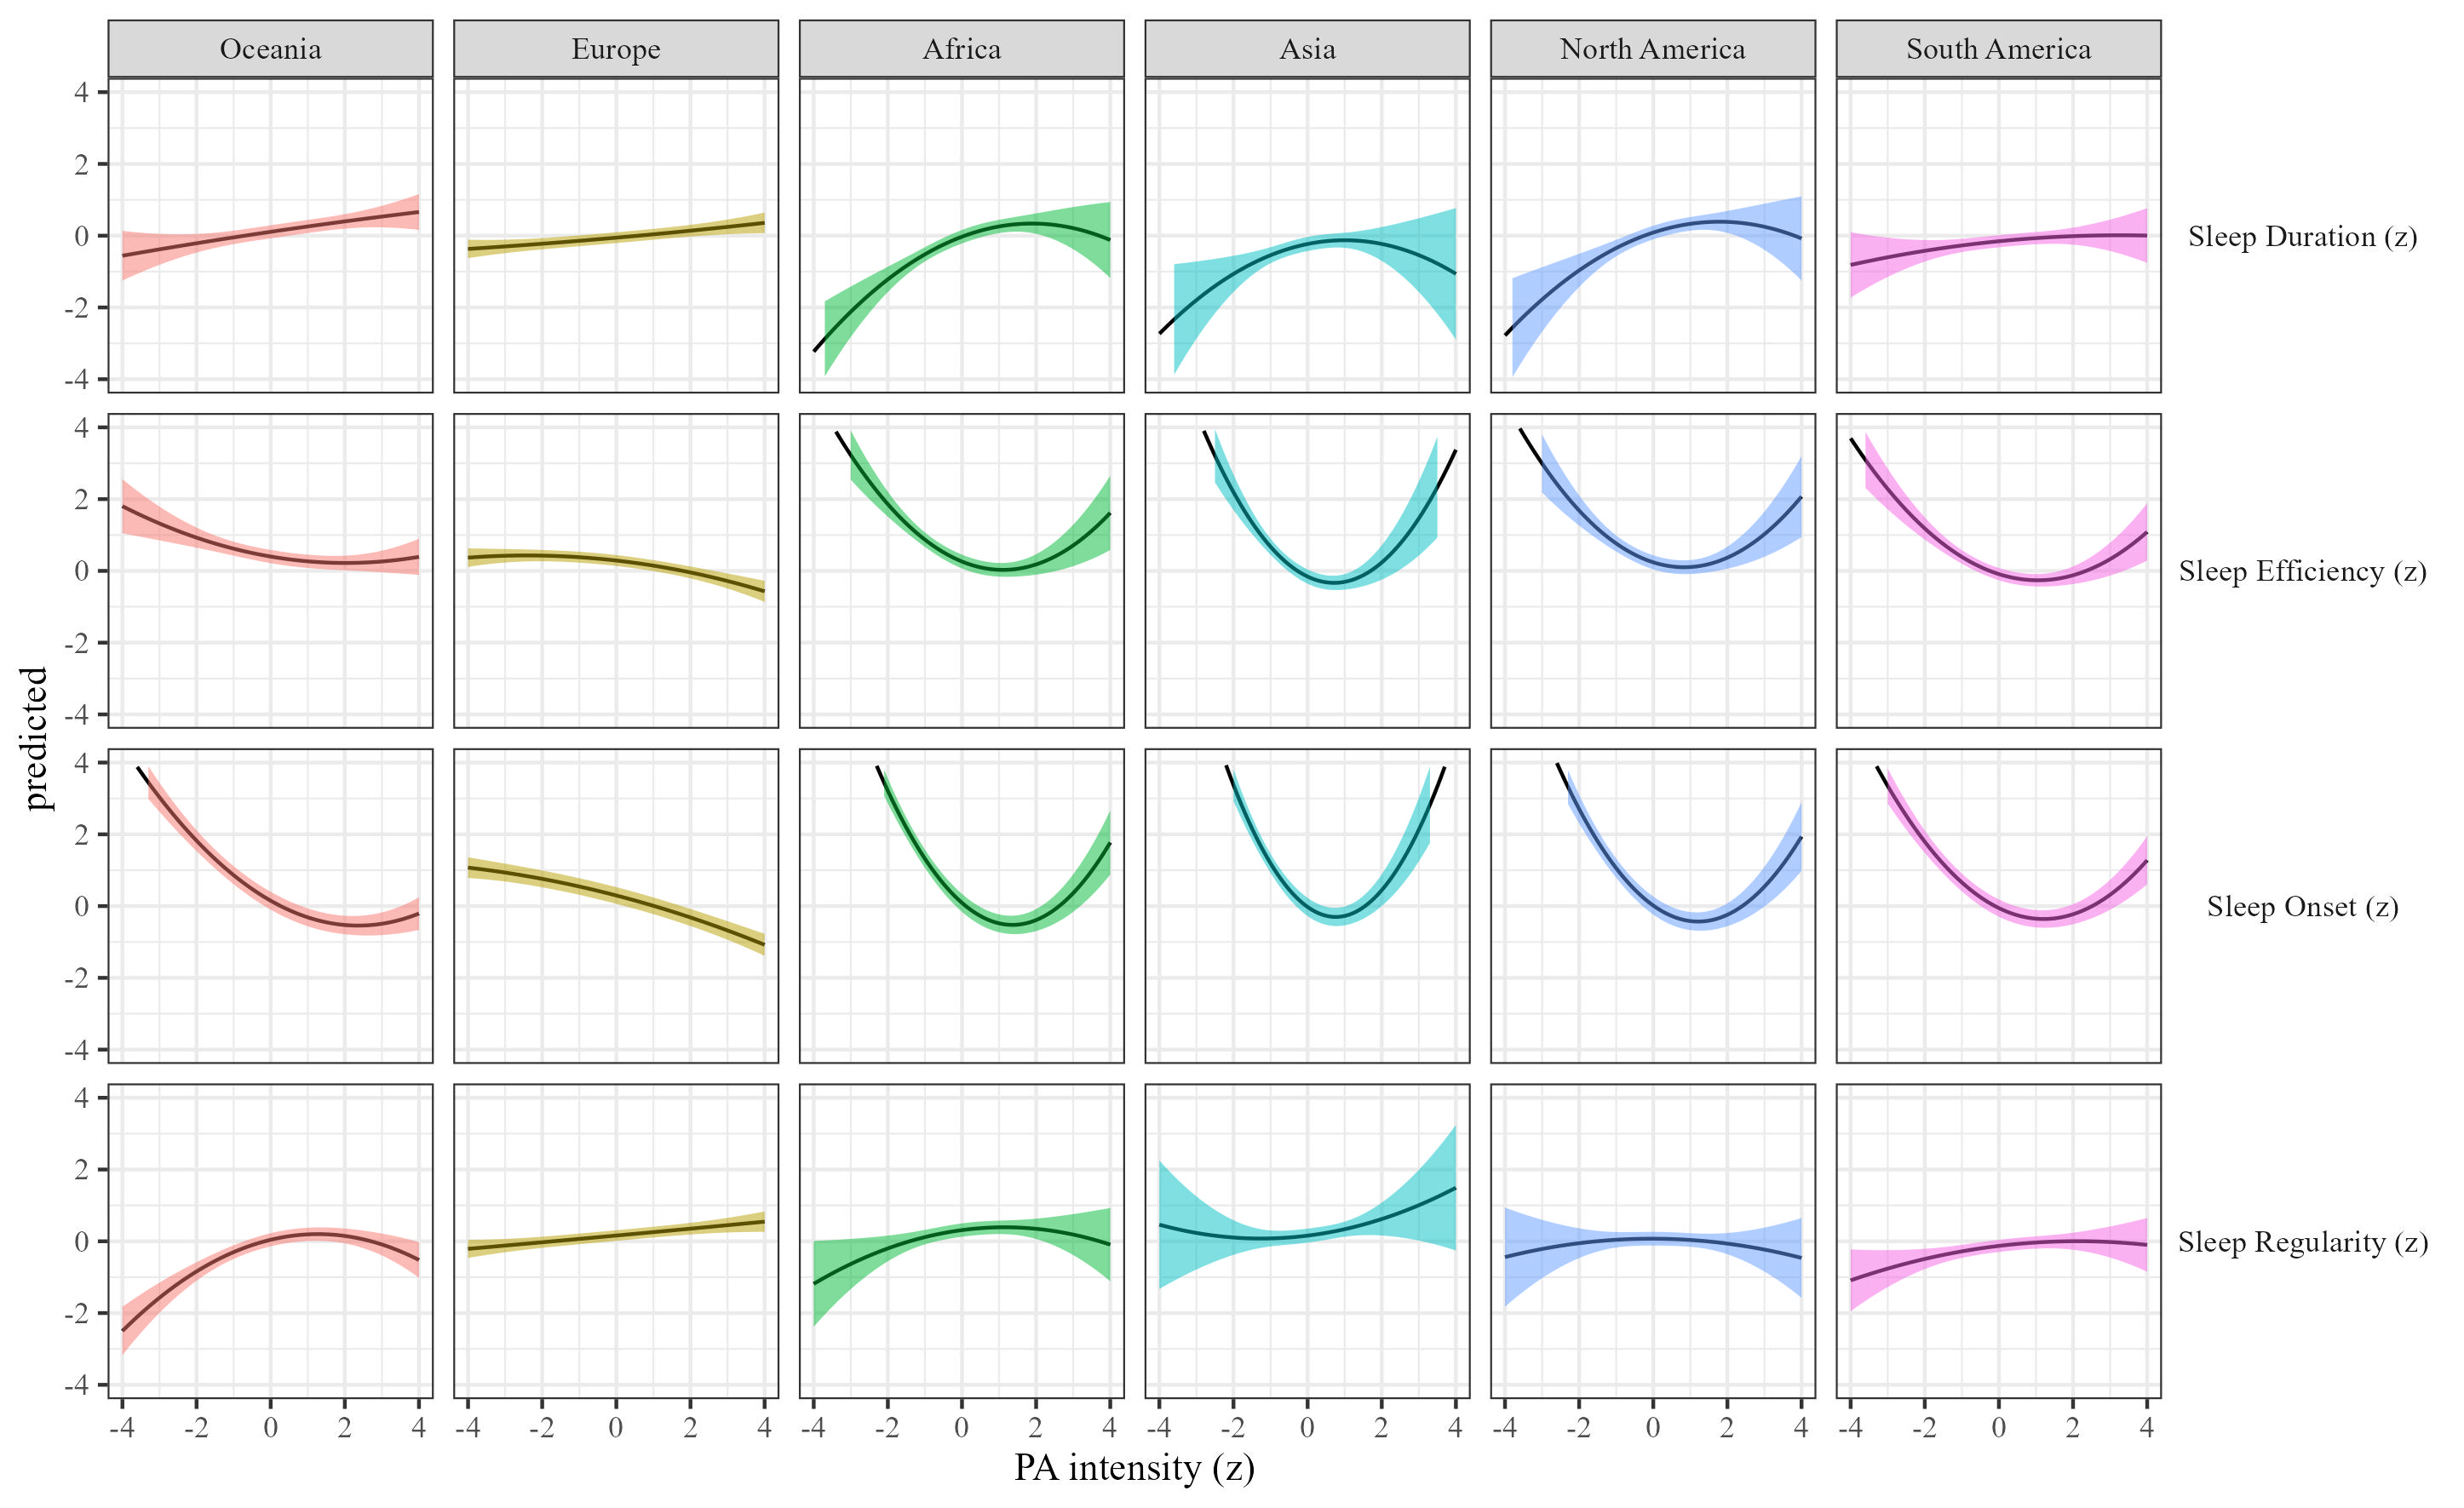 Oceania Europe Africa Asia North America South America
4
2
0
-2
-4
Sleep Duration (z)
4
2
0
-2
-4
Sleep Efficiency (z)
predicted
4
2
0
-2
-4
Sleep Onset (z)
4
2
0
-2
-4
Sleep Regularity (z)
-4 -2 0 2 4 -4 -2 0 2 4 -4 -2 0 2 4 -4 -2 0 2 4 -4 -2 0 2 4 -4 -2 0 2 4
PA intensity (z)